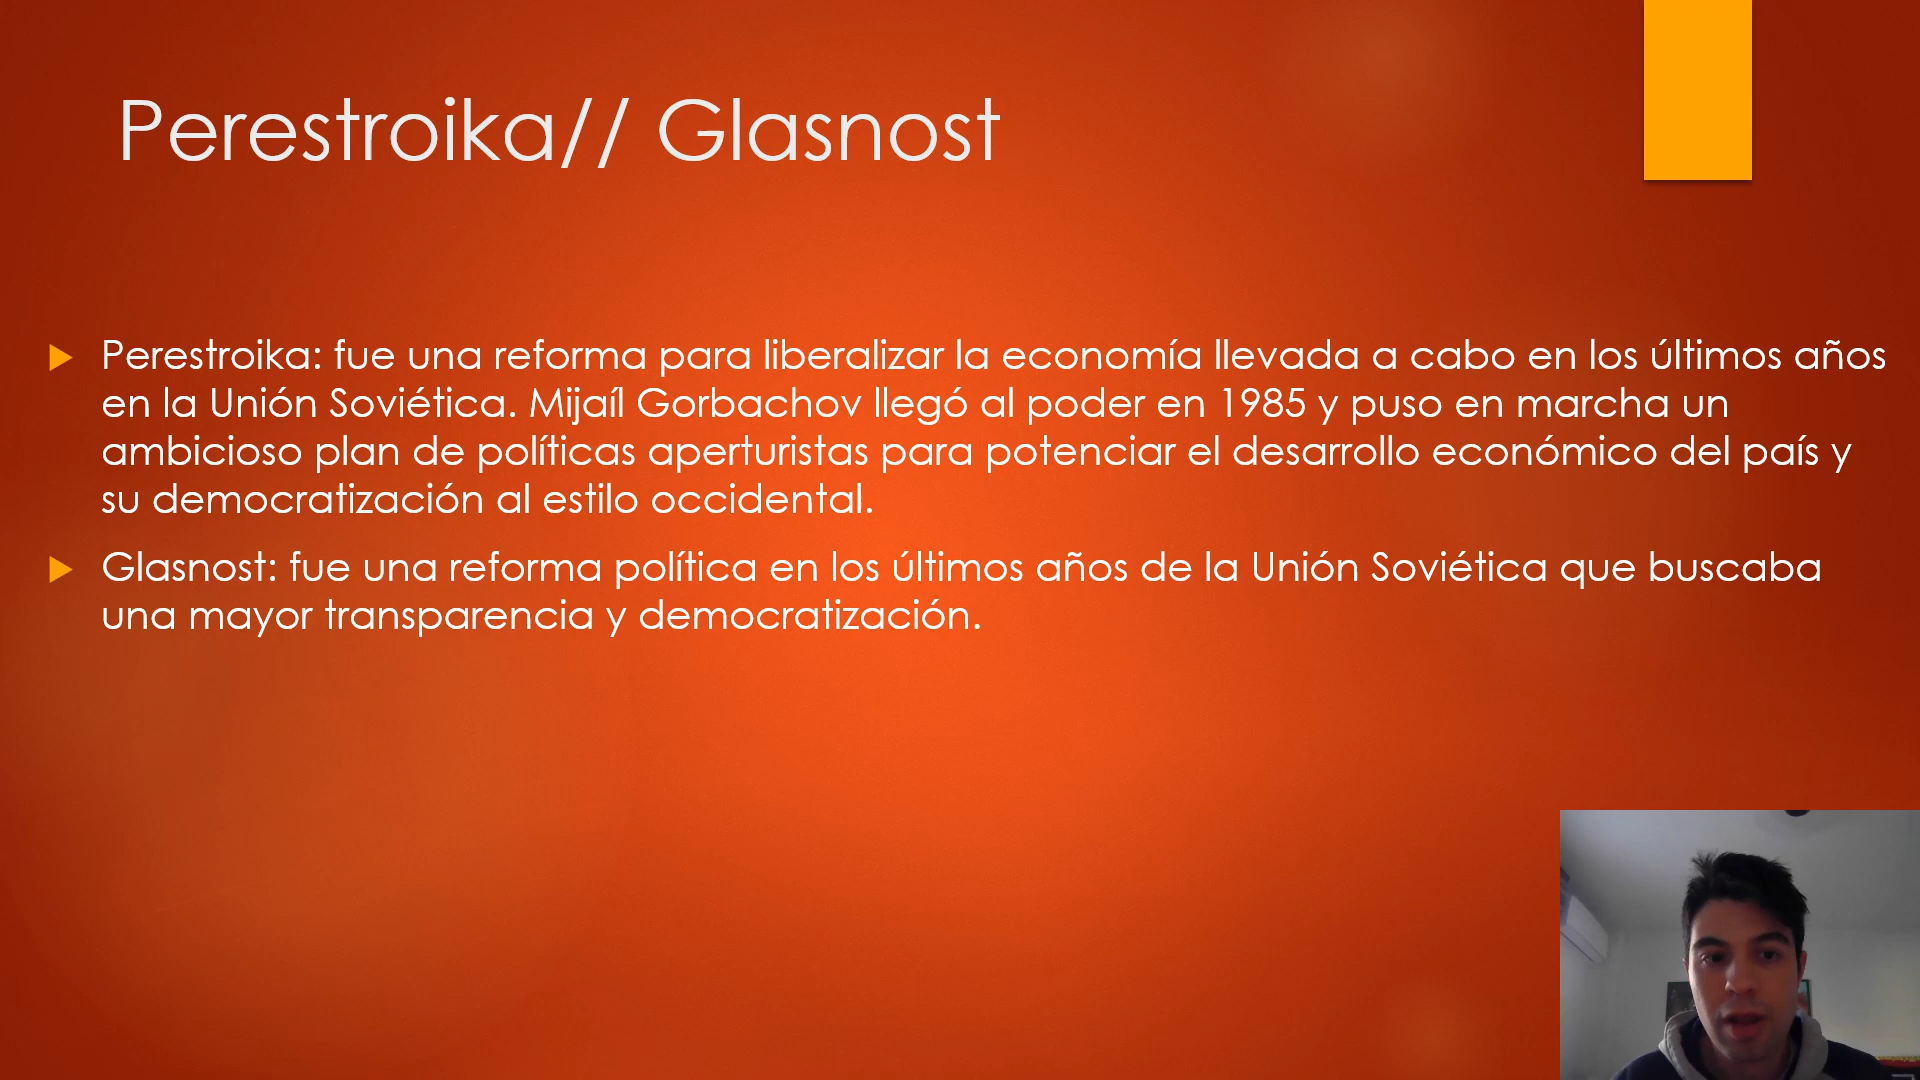 Perestroika// Glasnost
Perestroika: fue una reforma para liberalizar la economía llevada a cabo en los últimos años
en la Unión Soviética. Mijaíl Gorbachov llegó al poder en 1985 y puso en marcha un
ambicioso plan de políticas aperturistas para potenciar el desarrollo económico del país y
su democratización al estilo occidental.
Glasnost: fue una reforma política en los últimos años de la Unión Soviética que buscaba
una mayor transparencia y democratización.